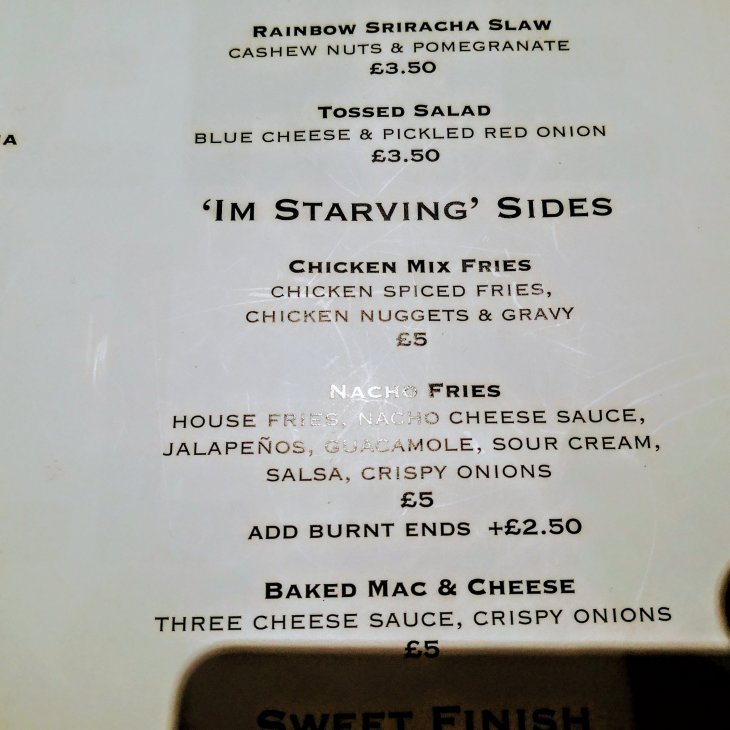 Rainbow Sriracha Slaw
CASHEW NUTS & POMEGRANATE
£3.50
Tossed Salad
BLUE CHEESE & PICKLED RED ONION
£3.50
‘Im Starving’ Sides
Chicken Mix Fries
CHICKEN SPICED FRIES,
CHICKEN NUGGETS & GRAVY
£5
Nacho Fries
HOUSE FRIES, NACHO CHEESE SAUCE,
JALAPEÑOS, GUACAMOLE, SOUR CREAM,
SALSA, CRISPY ONIONS
£5
ADD BURNT ENDS +£2.50
Baked Mac & Cheese
THREE CHEESE SAUCE, CRISPY ONIONS
£5
Sweet Finish